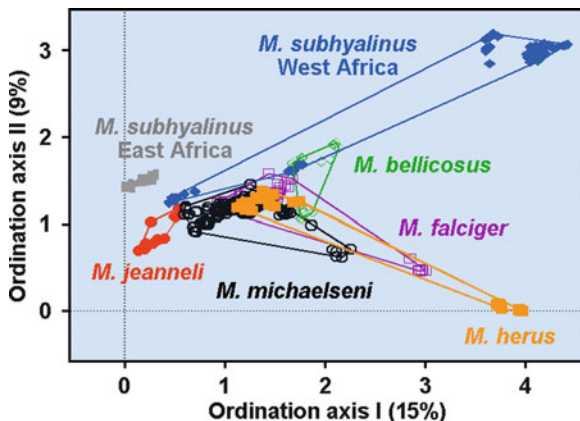 3
2
1
0
Ordination axis II (9%)
M. subhyalinus
West Africa
M. subhyalinus
East Africa
M. bellicosus
M. falciger
M. jeanneli
M. michaelseni
M. herus
0 1 2 3 4
Ordination axis I (15%)